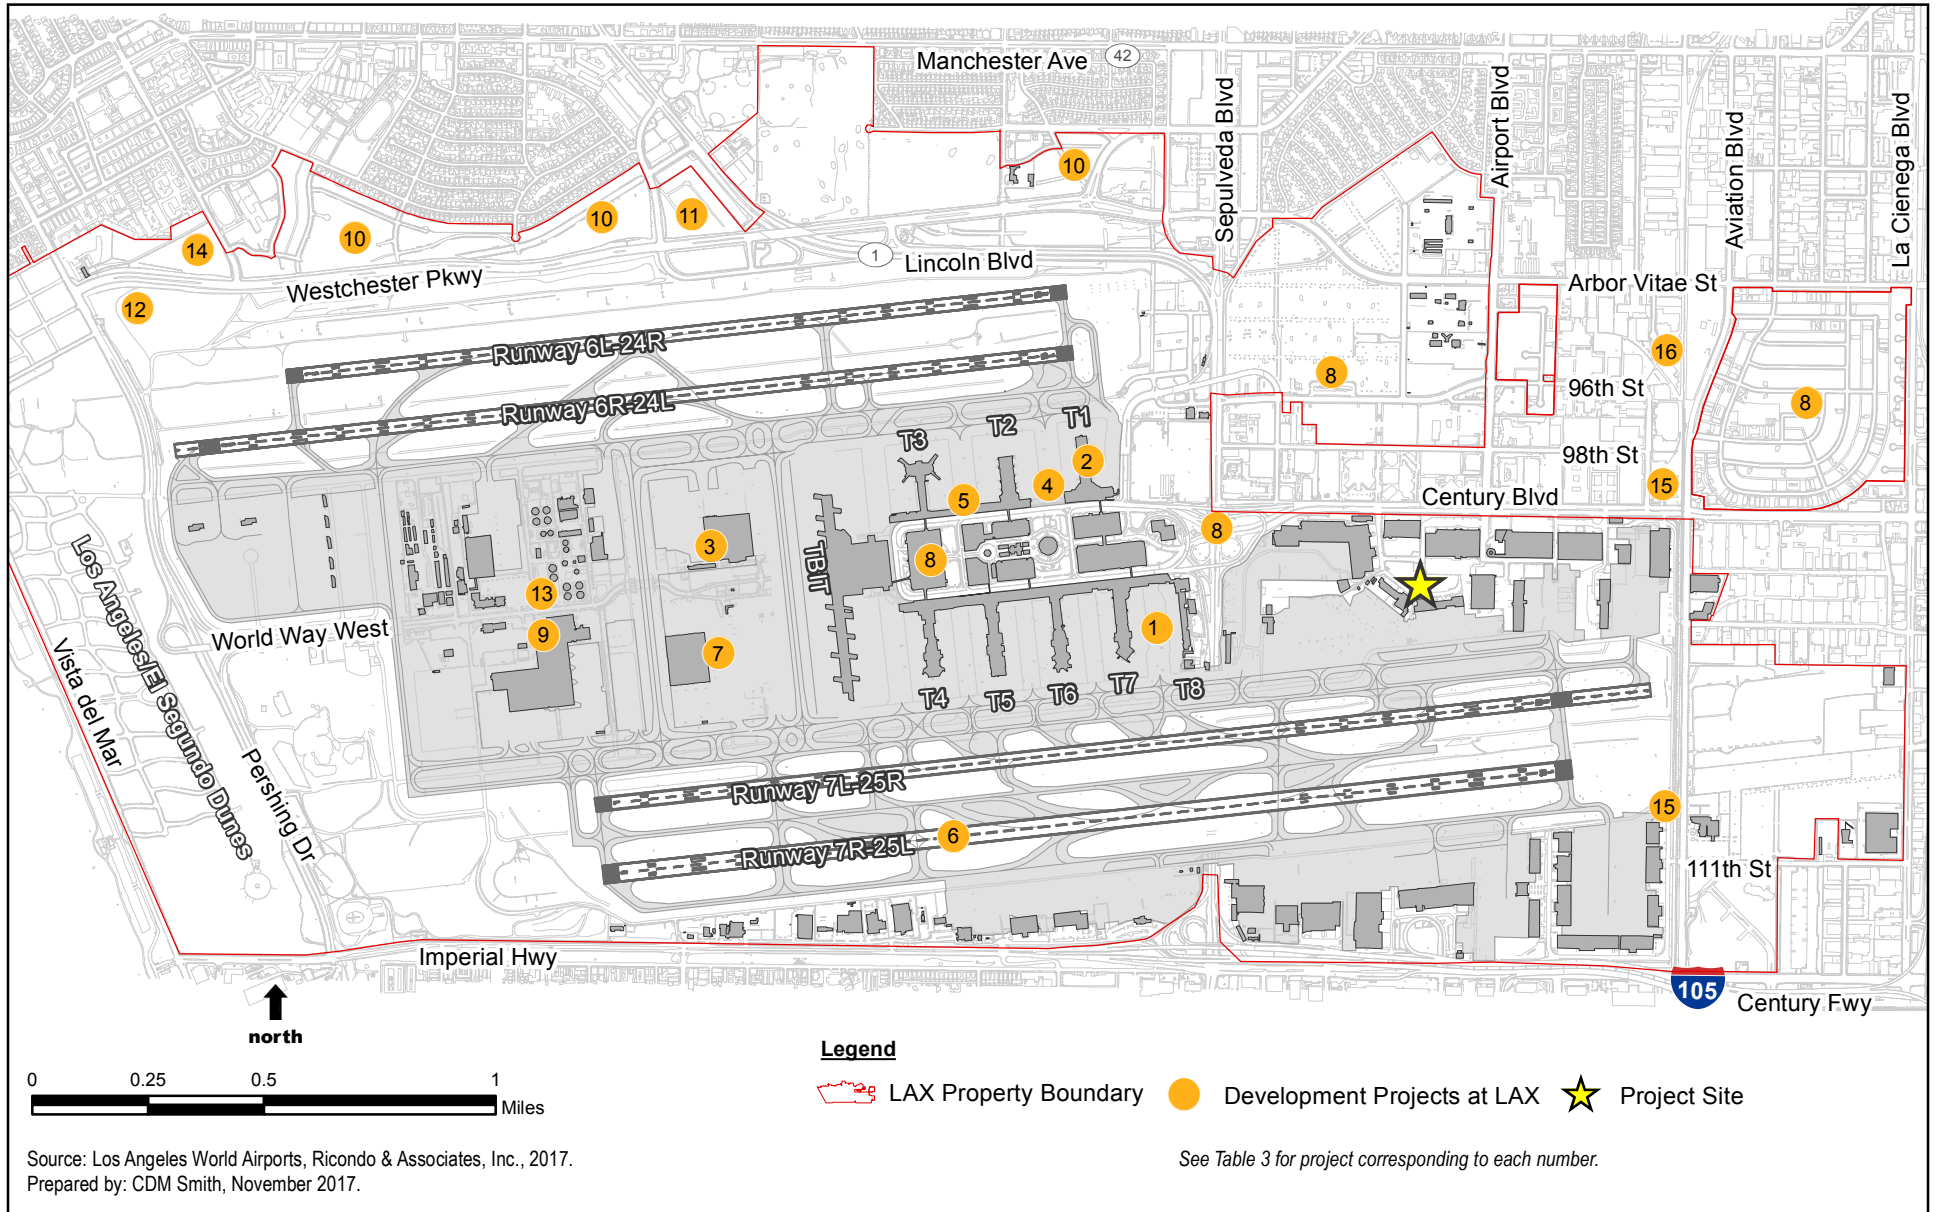 Manchester Ave
42
Sepulveda Blvd
Airport Blvd
Aviation Blvd
La Cienega Blvd
10
10
11
10
14
12
1
Lincoln Blvd
Westchester Pkwy
Arbor Vitae St
16
8
96th St
8
98th St
15
Century Blvd
Runway 6L-24R
Runway 6R-24L
T3
T2
T1
2
4
5
8
8
3
TBIT
13
9
7
1
World Way West
Los Angeles/El Segundo Dunes
Vista del Mar
Pershing Dr
T4
T5
T6
T7
T8
Runway 7L-25R
6
Runway 7R-25L
15
111th St
Imperial Hwy
105
Century Fwy
north
0 0.25 0.5 1
Miles
Legend
LAX Property Boundary
Development Projects at LAX
Project Site
Source: Los Angeles World Airports, Ricondo & Associates, Inc., 2017.
Prepared by: CDM Smith, November 2017.
See Table 3 for project corresponding to each number.